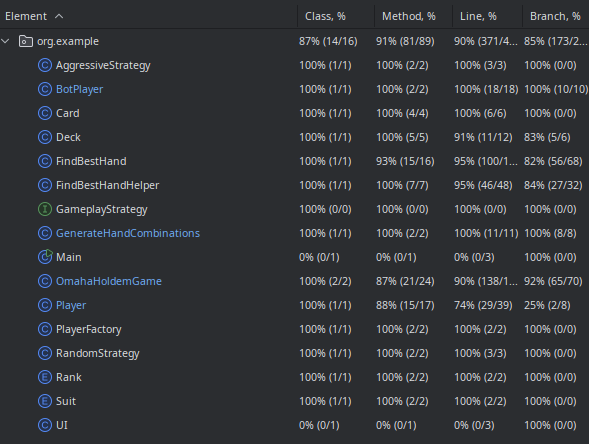 Element Class, % Method, % Line, % Branch, %
org.example 87% (14/16) 91% (81/89) 90% (371/4... 85% (173/2...
AggressiveStrategy 100% (1/1) 100% (2/2) 100% (3/3) 100% (0/0)
BotPlayer 100% (1/1) 100% (2/2) 100% (18/18) 100% (10/10)
Card 100% (1/1) 100% (4/4) 100% (6/6) 100% (0/0)
Deck 100% (1/1) 100% (5/5) 91% (11/12) 83% (5/6)
FindBestHand 100% (1/1) 93% (15/16) 95% (100/1... 82% (56/68)
FindBestHandHelper 100% (1/1) 100% (7/7) 95% (46/48) 84% (27/32)
GameplayStrategy 100% (0/0) 100% (0/0) 100% (0/0) 100% (0/0)
GenerateHandCombinations 100% (1/1) 100% (2/2) 100% (11/11) 100% (8/8)
Main 0% (0/1) 0% (0/1) 0% (0/3) 100% (0/0)
OmahaHoldemGame 100% (2/2) 87% (21/24) 90% (138/1... 92% (65/70)
Player 100% (1/1) 88% (15/17) 74% (29/39) 25% (2/8)
PlayerFactory 100% (1/1) 100% (2/2) 100% (2/2) 100% (0/0)
RandomStrategy 100% (1/1) 100% (2/2) 100% (3/3) 100% (0/0)
Rank 100% (1/1) 100% (2/2) 100% (2/2) 100% (0/0)
Suit 100% (1/1) 100% (2/2) 100% (2/2) 100% (0/0)
UI 0% (0/1) 0% (0/1) 0% (0/3) 100% (0/0)